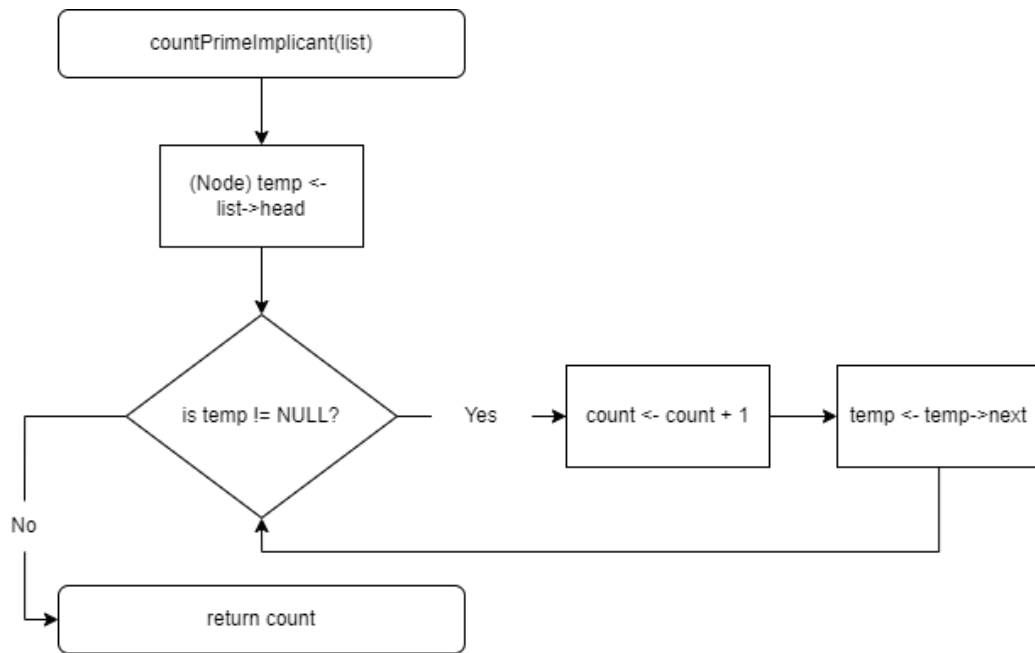 countPrimeImplicant(list)
(Node) temp <-
list->head
is temp != NULL?
Yes
count <- count + 1
temp <- temp->next
No
return count